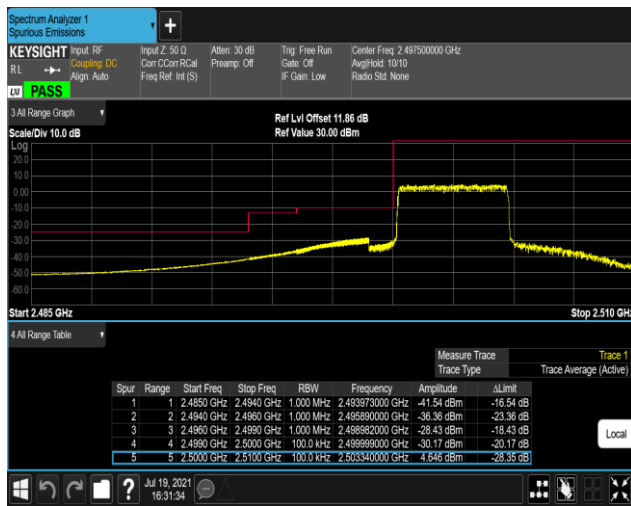 Spectrum Analyzer 1
Spurious Emissions
KEYSIGHT Input: RF Input Z: 50 Ω Atten: 30 dB Trig: Free Run Center Freq: 2.497500000 GHz
RL Coupling: DC Corr CCorr RCal Preamp: Off Gate: Off Avg|Hold: 10/10
Align: Auto Freq Ref: Int (S) IF Gain: Low Radio Std: None
LXI PASS
3 All Range Graph
Ref Lvl Offset 11.86 dB
Scale/Div 10.0 dB Ref Value 30.00 dBm
Log
20.0
10.0
0.00
-10.0
-20.0
-30.0
-40.0
-50.0
-60.0
Start 2.485 GHz Stop 2.510 GHz
4 All Range Table
Measure Trace Trace 1
Trace Type Trace Average (Active)
Spur Range Start Freq Stop Freq RBW Frequency Amplitude ΔLimit
1 1 2.4850 GHz 2.4940 GHz 1.000 MHz 2.493973000 GHz -41.54 dBm -16.54 dB
2 2 2.4940 GHz 2.4960 GHz 1.000 MHz 2.495890000 GHz -36.36 dBm -23.36 dB
3 3 2.4960 GHz 2.4990 GHz 1.000 MHz 2.498982000 GHz -28.43 dBm -18.43 dB
4 4 2.4990 GHz 2.5000 GHz 100.0 kHz 2.499999000 GHz -30.17 dBm -20.17 dB
5 5 2.5000 GHz 2.5100 GHz 100.0 kHz 2.503340000 GHz 4.646 dBm -28.35 dB
Local
Jul 19, 2021
16:31:34